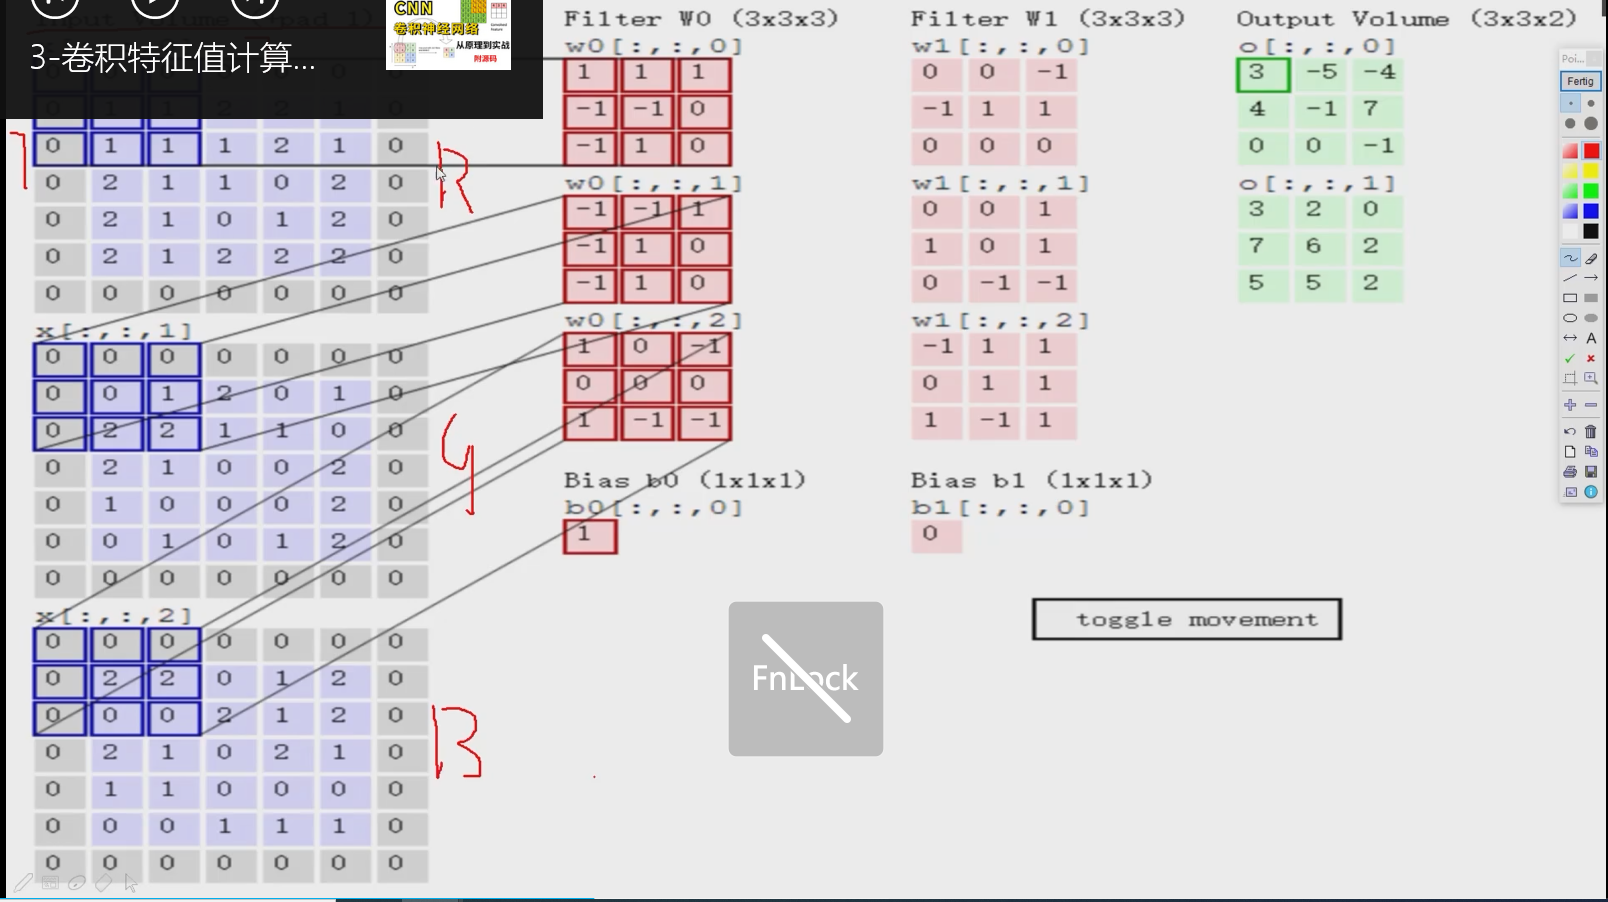 Input Volume (+pad 1)
3-卷积特征值计算...
CNN
卷积神经网络
从原理到实战
附源码
0 1 1 2 2 1 0
0 1 1 1 2 1 0
0 2 1 1 0 2 0
0 2 1 0 1 2 0
0 2 1 2 2 2 0
0 0 0 0 0 0 0
R
x[:,:,1]
0 0 0 0 0 0 0
0 0 1 2 0 1 0
0 2 2 1 1 0 0
0 2 1 0 0 2 0
0 1 0 0 0 2 0
0 0 1 0 1 2 0
0 0 0 0 0 0 0
G
x[:,:,2]
0 0 0 0 0 0 0
0 2 2 0 1 2 0
0 0 0 2 1 2 0
0 2 1 0 2 1 0
0 1 1 0 0 0 0
0 0 0 1 1 1 0
0 0 0 0 0 0 0
B
Filter W0 (3x3x3)
w0[:,:,0]
1 1 1
-1 -1 0
-1 1 0
w0[:,:,1]
-1 -1 1
-1 1 0
-1 1 0
w0[:,:,2]
1 0 -1
0 0 0
1 -1 -1
Bias b0 (1x1x1)
b0[:,:,0]
1
Filter W1 (3x3x3)
w1[:,:,0]
0 0 -1
-1 1 1
0 0 0
w1[:,:,1]
0 0 1
1 0 1
0 -1 -1
w1[:,:,2]
-1 1 1
0 1 1
1 -1 1
Bias b1 (1x1x1)
b1[:,:,0]
0
Output Volume (3x3x2)
o[:,:,0]
3 -5 -4
4 -1 7
0 0 -1
o[:,:,1]
3 2 0
7 6 2
5 5 2
toggle movement
FnLock
Poi...
Fertig
A